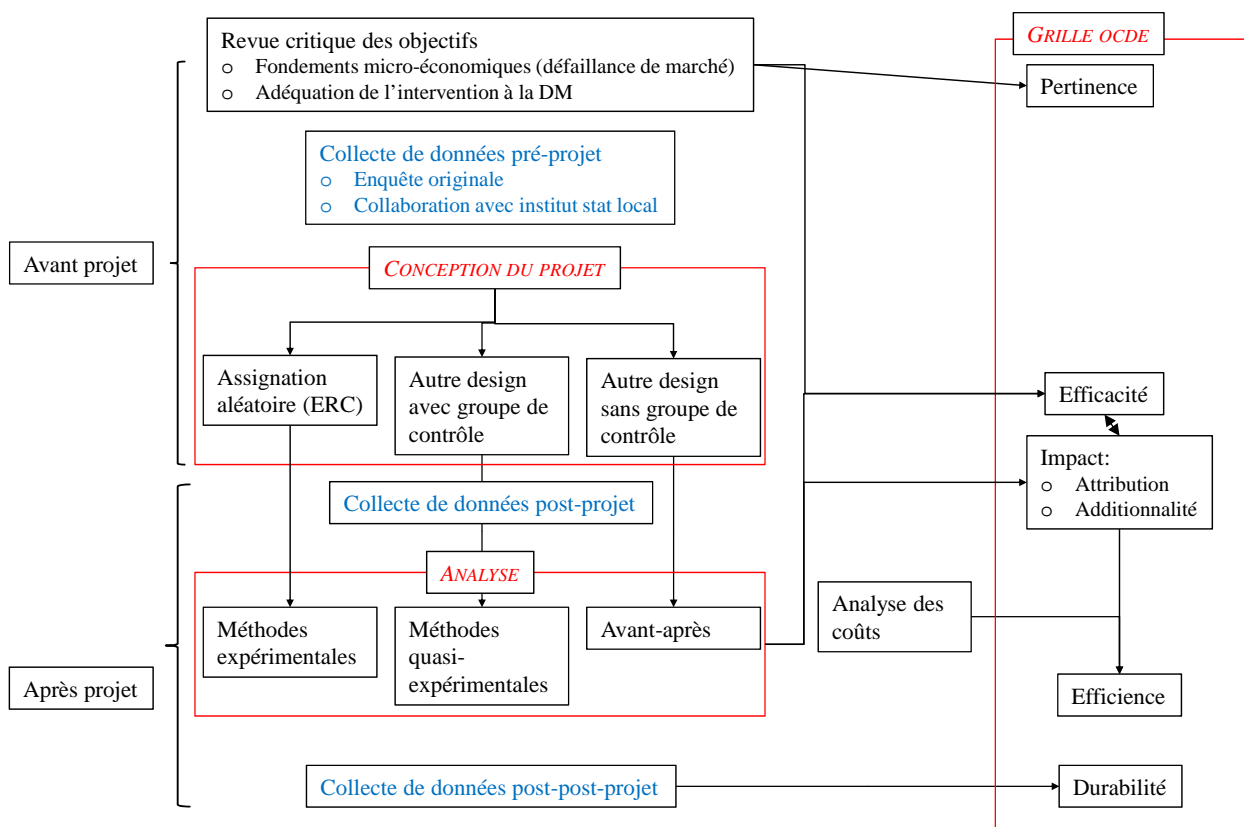 Revue critique des objectifs
o Fondements micro-économiques (défaillance de marché)
o Adéquation de l'intervention à la DM
GRILLE OCDE
Pertinence
Collecte de données pré-projet
o Enquête originale
o Collaboration avec institut stat local
Avant projet
CONCEPTION DU PROJET
Assignation
aléatoire (ERC)
Autre design
avec groupe de
contrôle
Autre design
sans groupe de
contrôle
Efficacité
Impact:
o Attribution
o Additionnalité
Collecte de données post-projet
ANALYSE
Méthodes
expérimentales
Méthodes
quasi-
expérimentales
Avant-après
Analyse des
coûts
Après projet
Efficience
Collecte de données post-post-projet
Durabilité